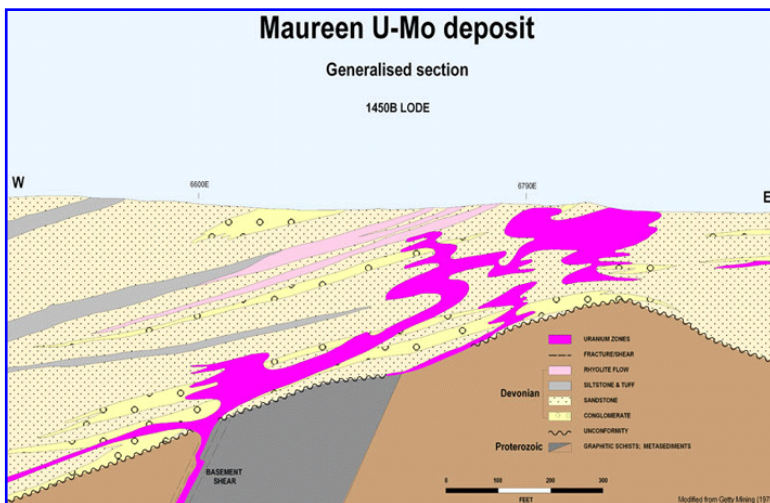 Maureen U-Mo deposit
Generalised section
1450B LODE
W
6600E
6790E
E
URANIUM ZONES
FRACTURE/SHEAR
RHYOLITE FLOW
SILTSTONE & TUFF
Devonian
SANDSTONE
CONGLOMERATE
UNCONFORMITY
Proterozoic
GRAPHITIC SCHISTS; METASEDIMENTS
BASEMENT
SHEAR
0 100 200 300
FEET
Modified from Getty Mining